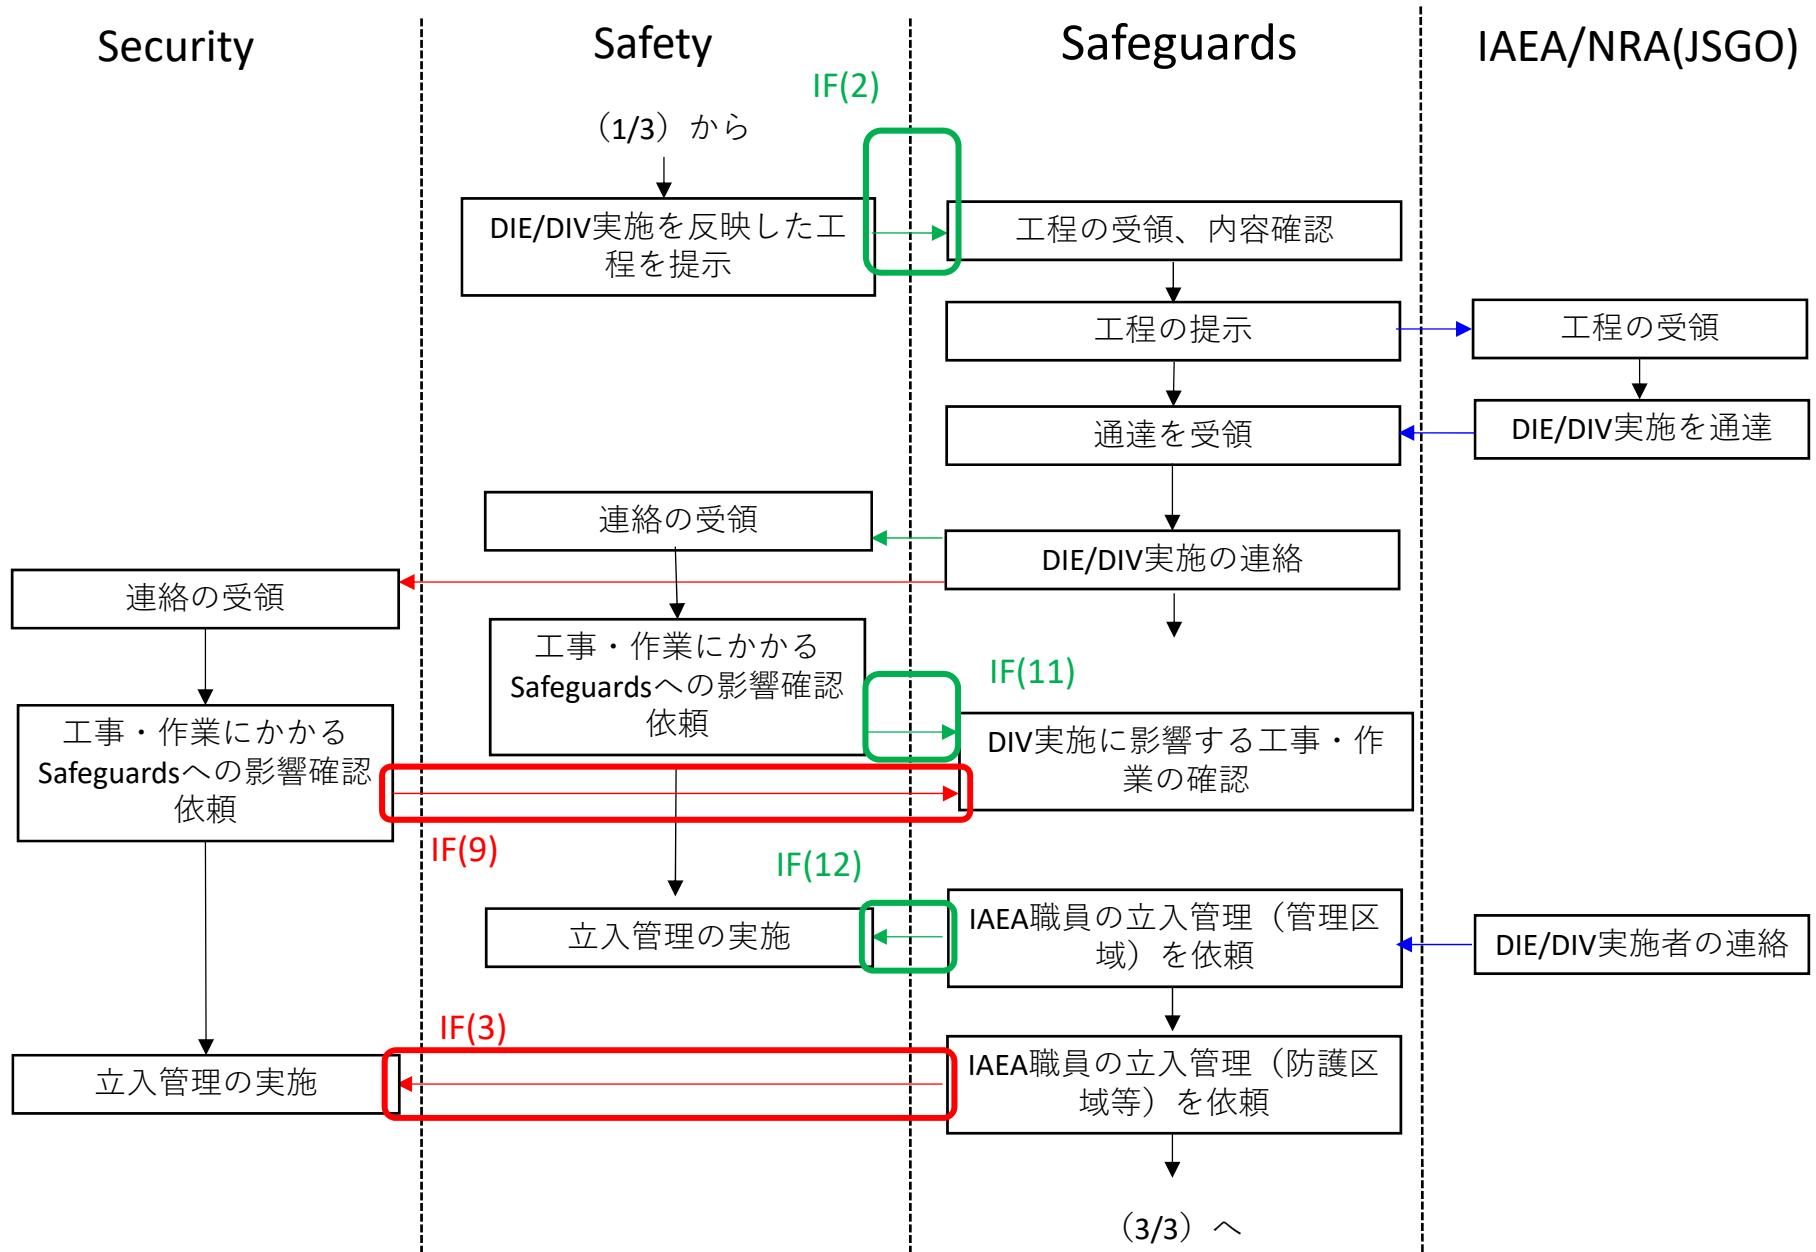 Security
Safety
Safeguards
IAEA/NRA(JSGO)
IF(2)
（1/3）から
DIE/DIV実施を反映した工
程を提示
工程の受領、内容確認
工程の提示
工程の受領
通達を受領
DIE/DIV実施を通達
連絡の受領
DIE/DIV実施の連絡
連絡の受領
工事・作業にかかる
Safeguardsへの影響確認
依頼
IF(11)
工事・作業にかかる
Safeguardsへの影響確認
依頼
DIV実施に影響する工事・作
業の確認
IF(9)
IF(12)
立入管理の実施
IAEA職員の立入管理（管理区
域）を依頼
DIE/DIV実施者の連絡
IF(3)
立入管理の実施
IAEA職員の立入管理（防護区
域等）を依頼
（3/3）へ